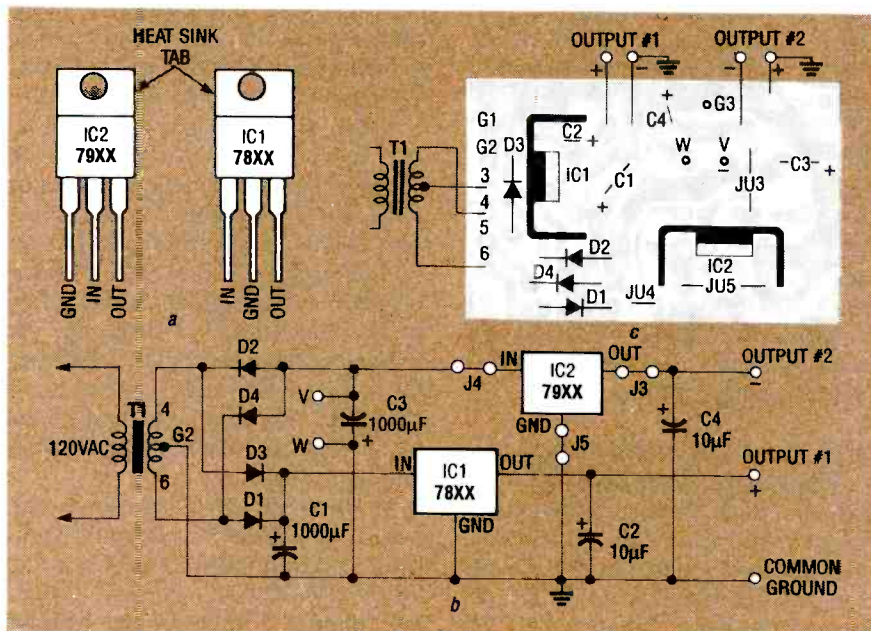 HEAT SINK
TAB
IC2
79XX
IC1
78XX
GND
IN
OUT
IN
GND
OUT
a
OUTPUT #1
OUTPUT #2
+
-
-
+
T1
G1
G2
3
4
5
6
D3
C2
IC1
C1
+
+
C4
+
G3
W
V
C3
+
JU3
D2
D4
D1
JU4
IC2
JU5
c
120VAC
T1
4
G2
6
D2
D4
D3
D1
V
W
C3
1000µF
+
C1
1000µF
+
J4
IN
IC2
79XX
OUT
GND
J3
J5
IN
IC1
78XX
OUT
GND
C4
10µF
+
C2
10µF
+
OUTPUT #2
-
OUTPUT #1
+
COMMON
GROUND
b